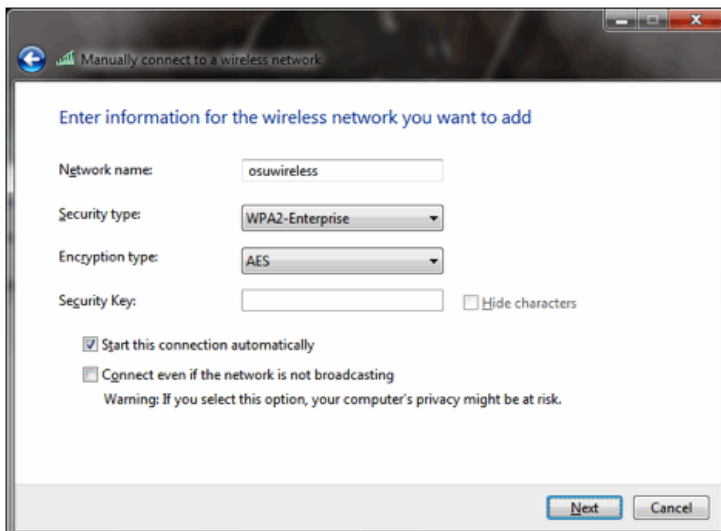 Manually connect to a wireless network
Enter information for the wireless network you want to add
Network name: osuwireless
Security type: WPA2-Enterprise
Encryption type: AES
Security Key: Hide characters
Start this connection automatically
Connect even if the network is not broadcasting
Warning: If you select this option, your computer's privacy might be at risk.
Next Cancel